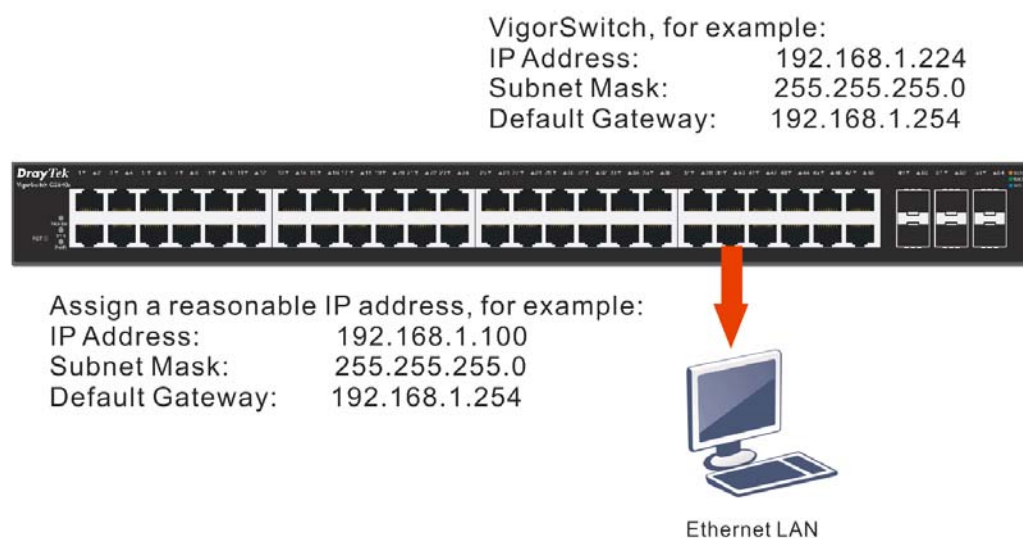 VigorSwitch, for example:
IP Address: 192.168.1.224
Subnet Mask: 255.255.255.0
Default Gateway: 192.168.1.254
DrayTek
Assign a reasonable IP address, for example:
IP Address: 192.168.1.100
Subnet Mask: 255.255.255.0
Default Gateway: 192.168.1.254
Ethernet LAN